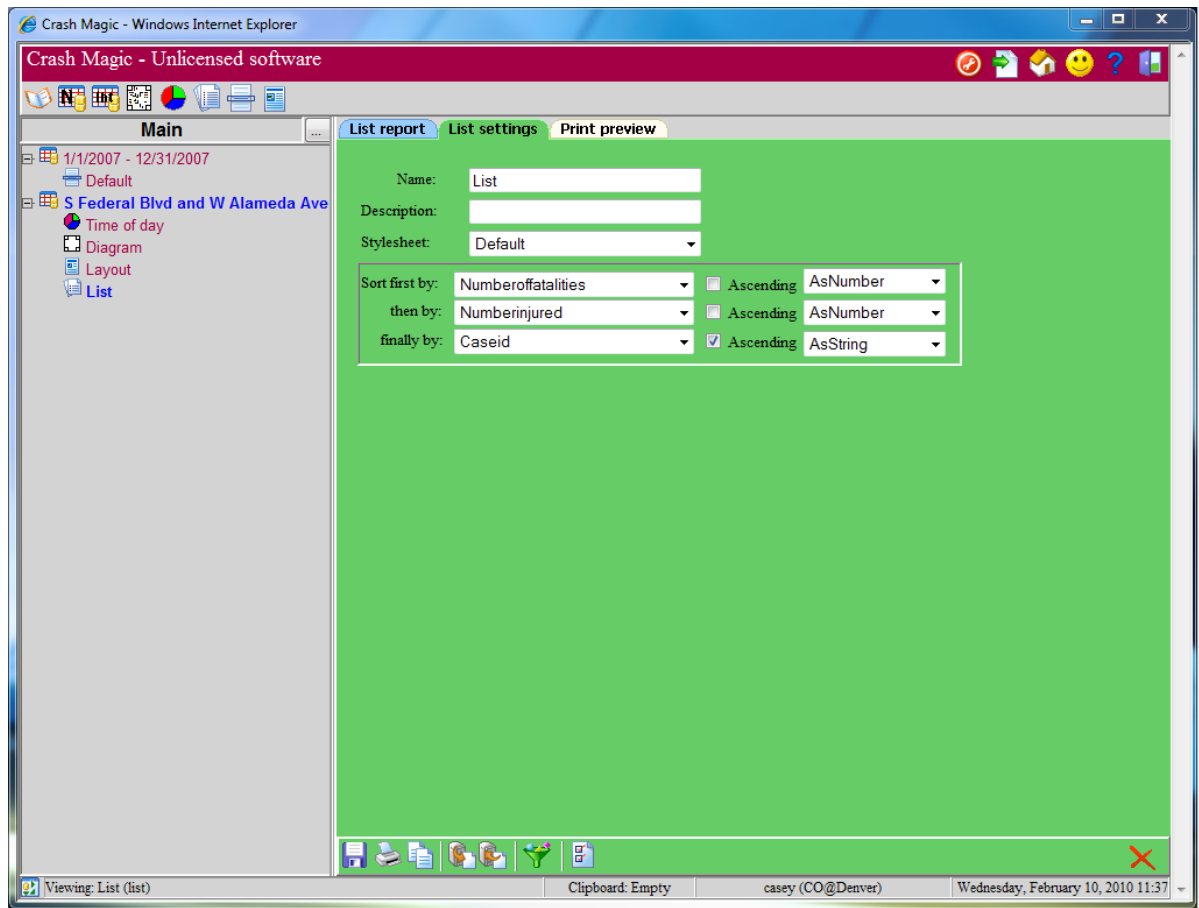 Crash Magic - Windows Internet Explorer
Crash Magic - Unlicensed software
Main ...
1/1/2007 - 12/31/2007
Default
S Federal Blvd and W Alameda Ave
Time of day
Diagram
Layout
List
List report List settings Print preview
Name: List
Description:
Stylesheet: Default
Sort first by: Numberoffatalities Ascending AsNumber
then by: Numberinjured Ascending AsNumber
finally by: Caseid Ascending AsString
Viewing: List (list) Clipboard: Empty casey (CO@Denver) Wednesday, February 10, 2010 11:37